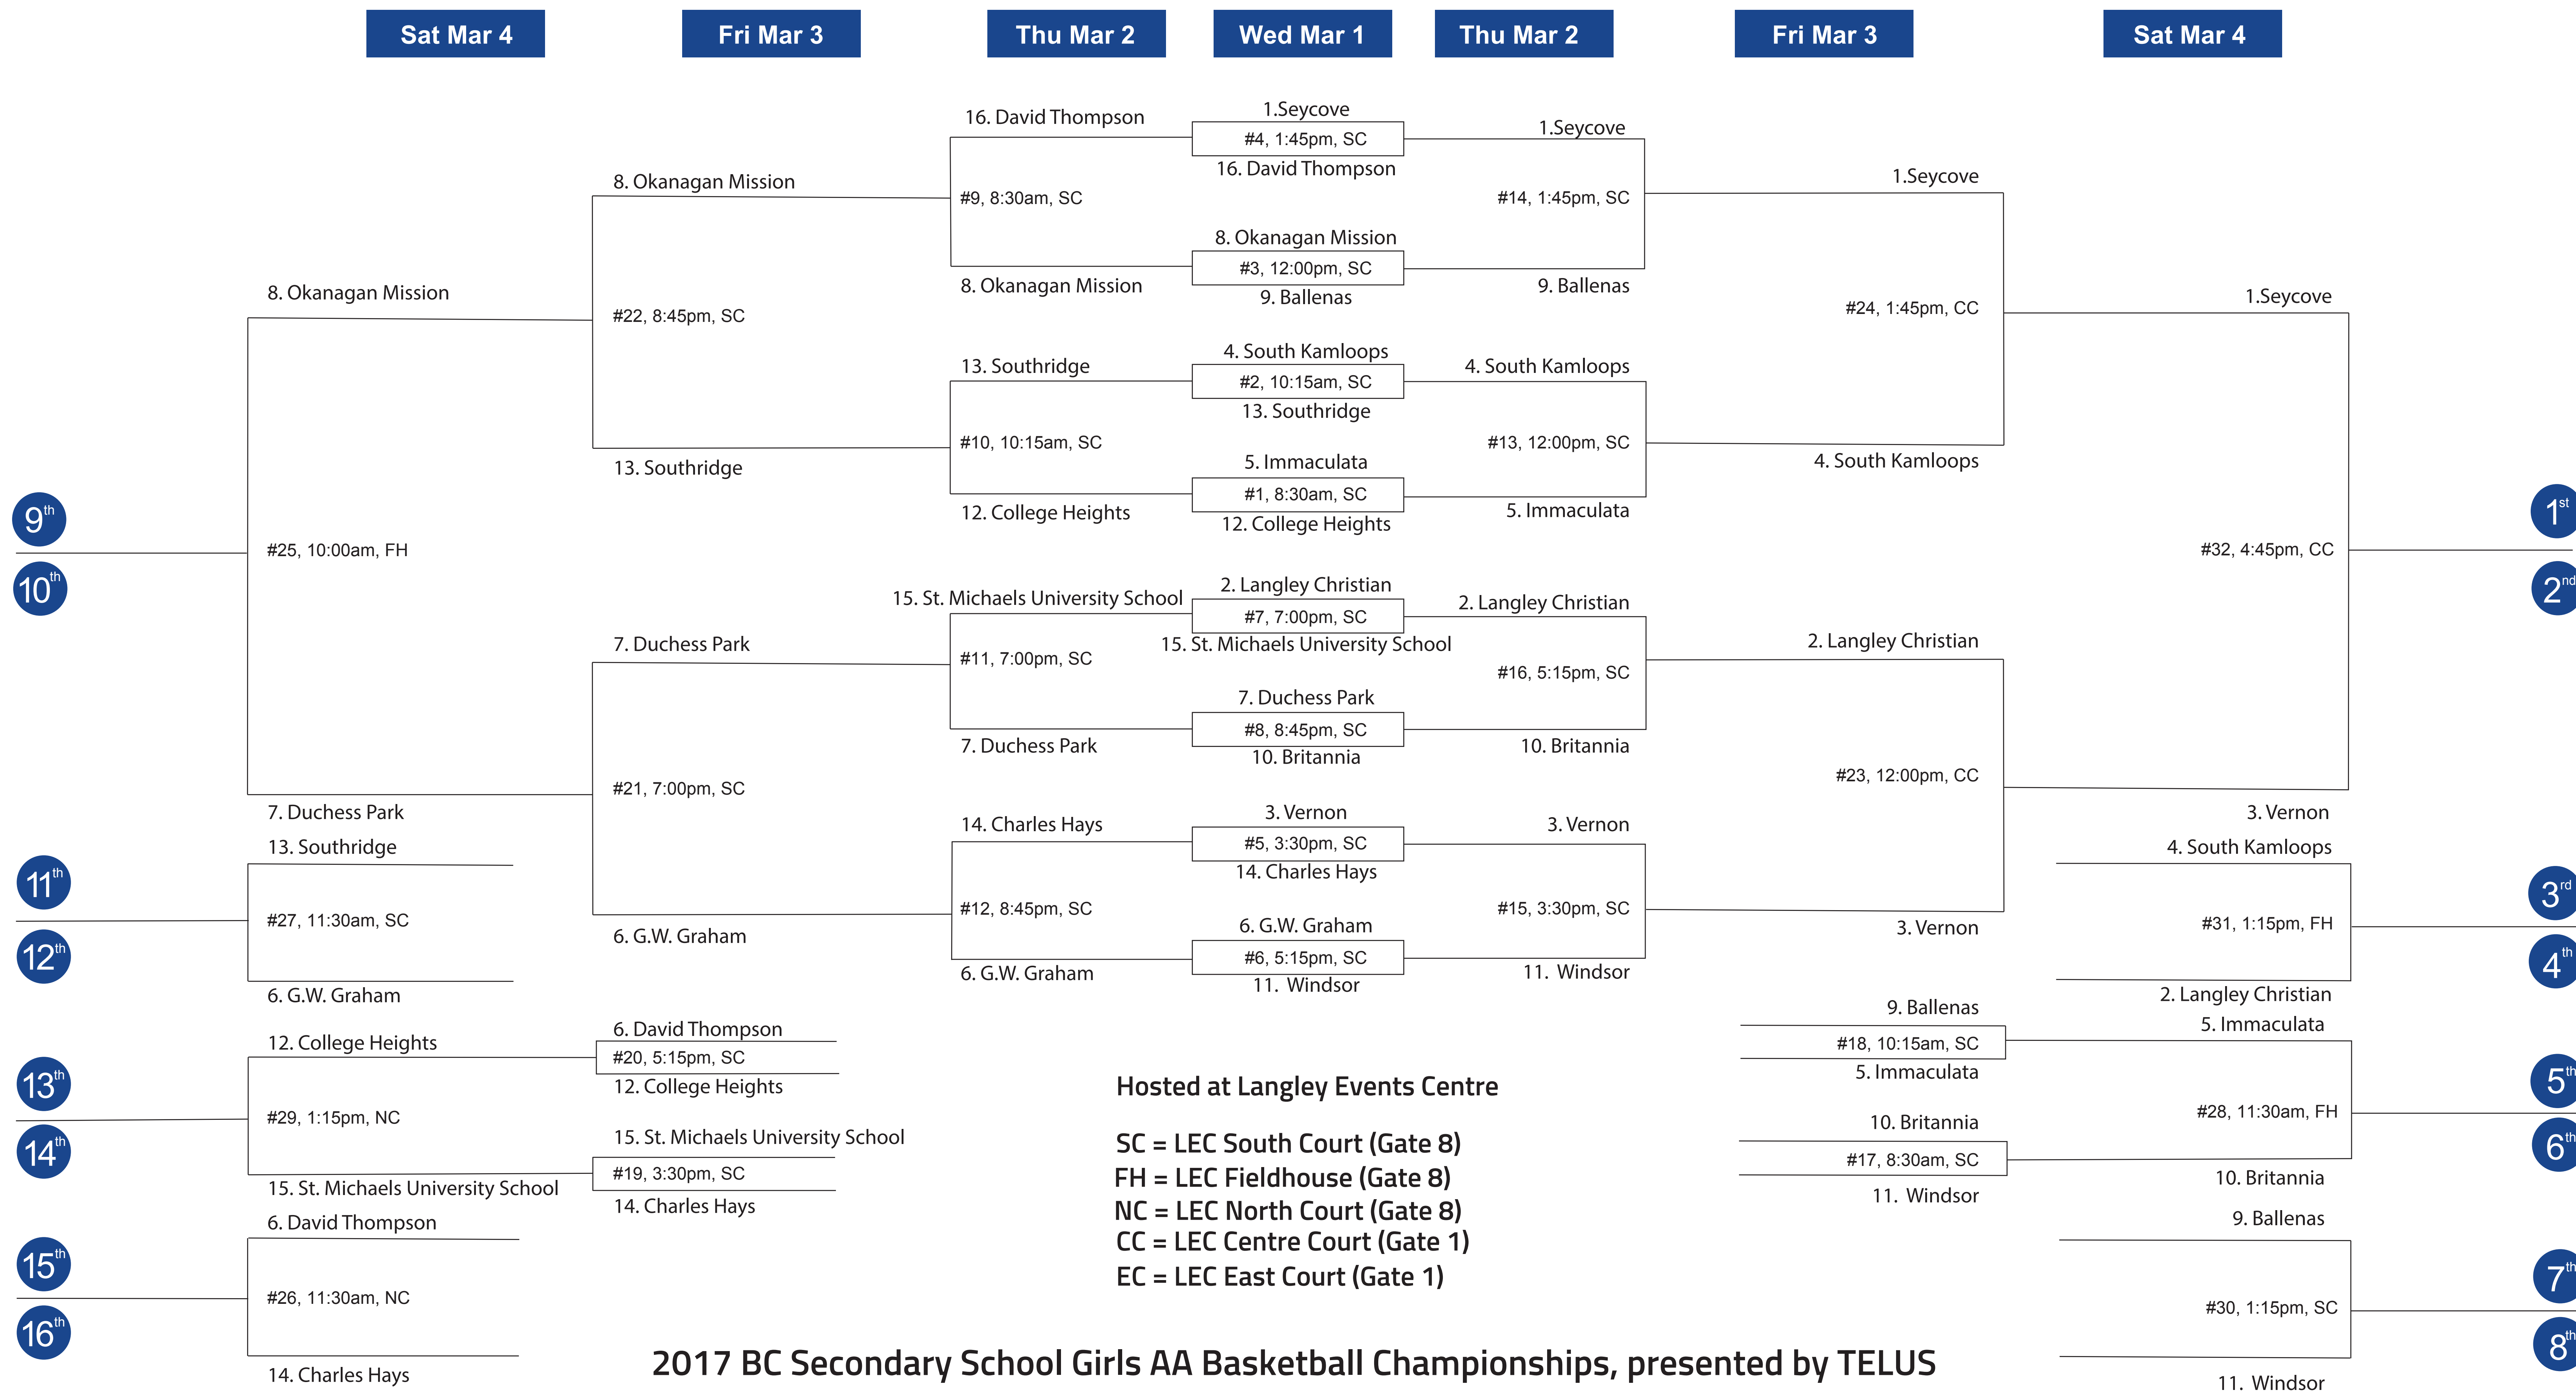 Sat Mar 4
Fri Mar 3
Thu Mar 2
Wed Mar 1
Thu Mar 2
Fri Mar 3
Sat Mar 4
8. Okanagan Mission
#25, 10:00am, FH
7. Duchess Park
9th
10th
13. Southridge
#27, 11:30am, SC
6. G.W. Graham
11th
12th
12. College Heights
#29, 1:15pm, NC
15. St. Michaels University School
13th
14th
6. David Thompson
#26, 11:30am, NC
14. Charles Hays
15th
16th
8. Okanagan Mission
#22, 8:45pm, SC
13. Southridge
7. Duchess Park
#21, 7:00pm, SC
6. G.W. Graham
6. David Thompson
#20, 5:15pm, SC
12. College Heights
15. St. Michaels University School
#19, 3:30pm, SC
14. Charles Hays
16. David Thompson
#9, 8:30am, SC
8. Okanagan Mission
13. Southridge
#10, 10:15am, SC
12. College Heights
15. St. Michaels University School
#11, 7:00pm, SC
7. Duchess Park
14. Charles Hays
#12, 8:45pm, SC
6. G.W. Graham
1.Seycove
#4, 1:45pm, SC
16. David Thompson
8. Okanagan Mission
#3, 12:00pm, SC
9. Ballenas
4. South Kamloops
#2, 10:15am, SC
13. Southridge
5. Immaculata
#1, 8:30am, SC
12. College Heights
2. Langley Christian
#7, 7:00pm, SC
15. St. Michaels University School
7. Duchess Park
#8, 8:45pm, SC
10. Britannia
3. Vernon
#5, 3:30pm, SC
14. Charles Hays
6. G.W. Graham
#6, 5:15pm, SC
11. Windsor
1.Seycove
#14, 1:45pm, SC
9. Ballenas
4. South Kamloops
#13, 12:00pm, SC
5. Immaculata
2. Langley Christian
#16, 5:15pm, SC
10. Britannia
3. Vernon
#15, 3:30pm, SC
11. Windsor
1.Seycove
#24, 1:45pm, CC
4. South Kamloops
2. Langley Christian
#23, 12:00pm, CC
3. Vernon
9. Ballenas
#18, 10:15am, SC
5. Immaculata
10. Britannia
#17, 8:30am, SC
11. Windsor
1.Seycove
#32, 4:45pm, CC
3. Vernon
1st
2nd
4. South Kamloops
#31, 1:15pm, FH
2. Langley Christian
3rd
4th
5. Immaculata
#28, 11:30am, FH
10. Britannia
5th
6th
9. Ballenas
#30, 1:15pm, SC
11. Windsor
7th
8th
Hosted at Langley Events Centre
SC = LEC South Court (Gate 8)
FH = LEC Fieldhouse (Gate 8)
NC = LEC North Court (Gate 8)
CC = LEC Centre Court (Gate 1)
EC = LEC East Court (Gate 1)
2017 BC Secondary School Girls AA Basketball Championships, presented by TELUS